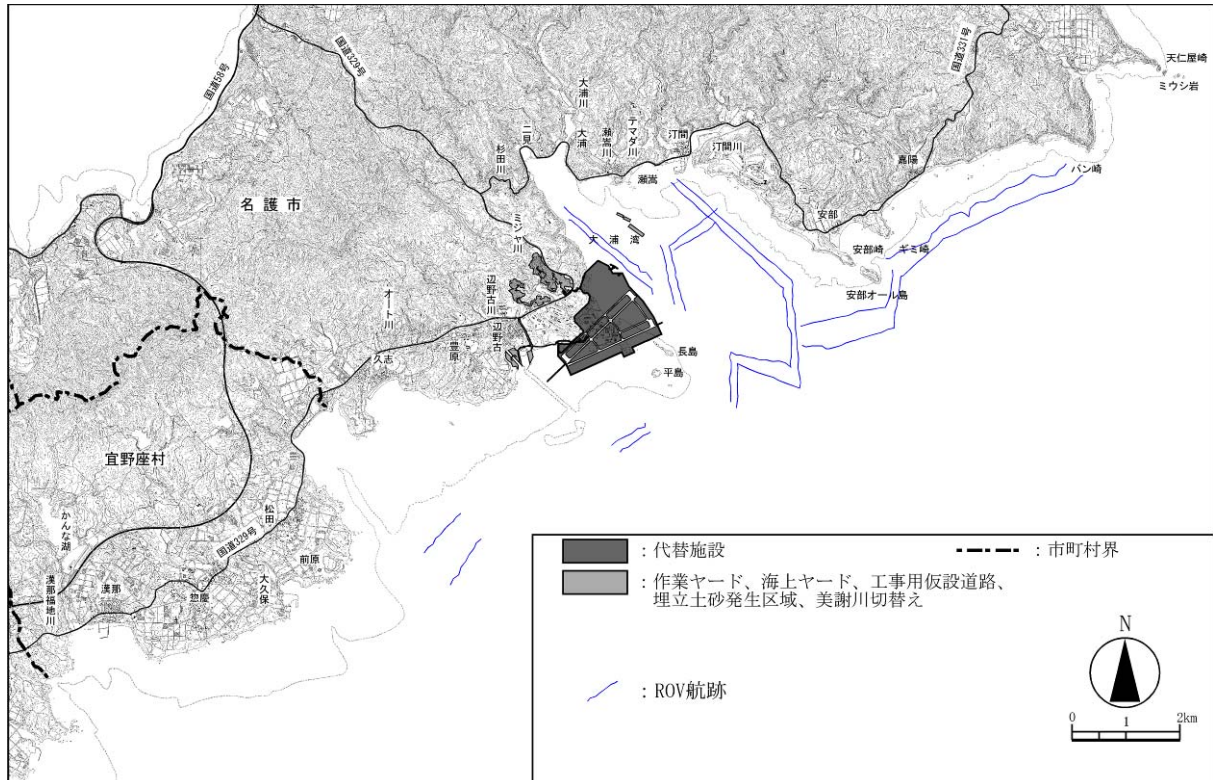 国道58号
国道329号
国道331号
天仁屋崎
ミウシ岩
バン崎
大浦川
大浦
瀬嵩川
テマダ川
汀間
汀間川
嘉陽
二見
杉田川
瀬嵩
名護市
大浦湾
安部
安部崎
ギミ崎
安部オール島
ミジャ川
辺野古川
辺野古
オート川
久志
豊原
長島
平島
宜野座村
かんな湖
松田
国道329号
前原
漢那福地川
漢那
惣慶
大久保
：代替施設
：市町村界
：作業ヤード、海上ヤード、工事用仮設道路、
埋立土砂発生区域、美謝川切替え
：ROV航跡
N
0 1 2km